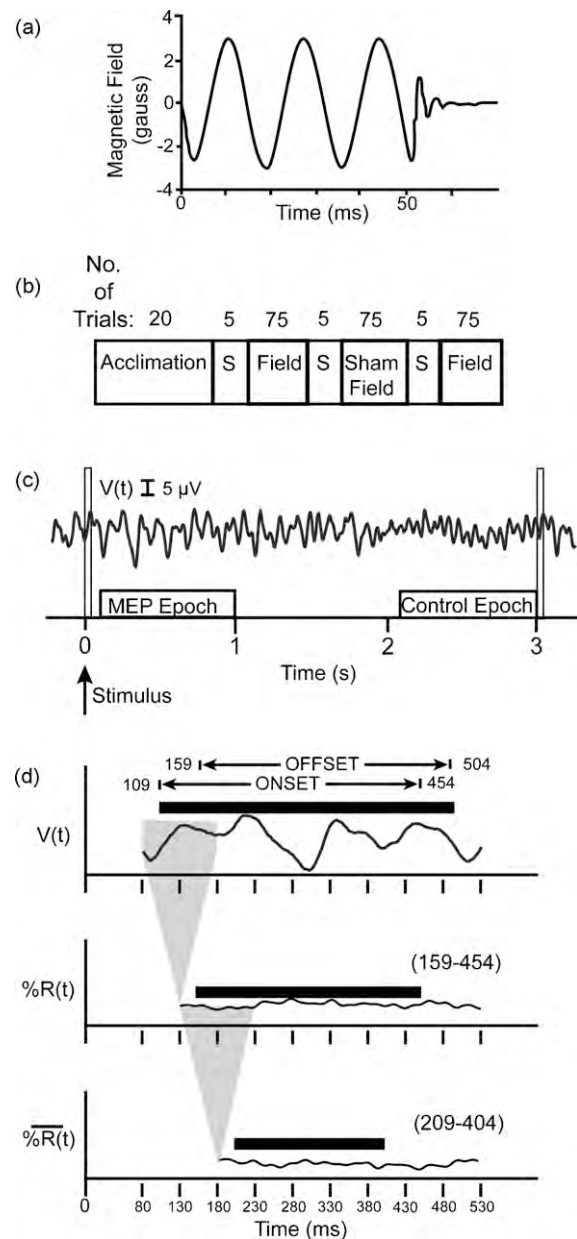 (a)
Magnetic Field
(gauss)
4
2
0
-2
-4
0
50
Time (ms)
(b)
No.
of
Trials: 20 5 75 5 75 5 75
Acclimation S Field S Sham Field S Field
(c)
V(t) 5 µV
MEP Epoch
Control Epoch
0 1 2 3
Time (s)
Stimulus
(d)
159 OFFSET 504
109 ONSET 454
V(t)
(159-454)
%R(t)
(209-404)
%R(t)
0 80 130 180 230 280 330 380 430 480 530
Time (ms)